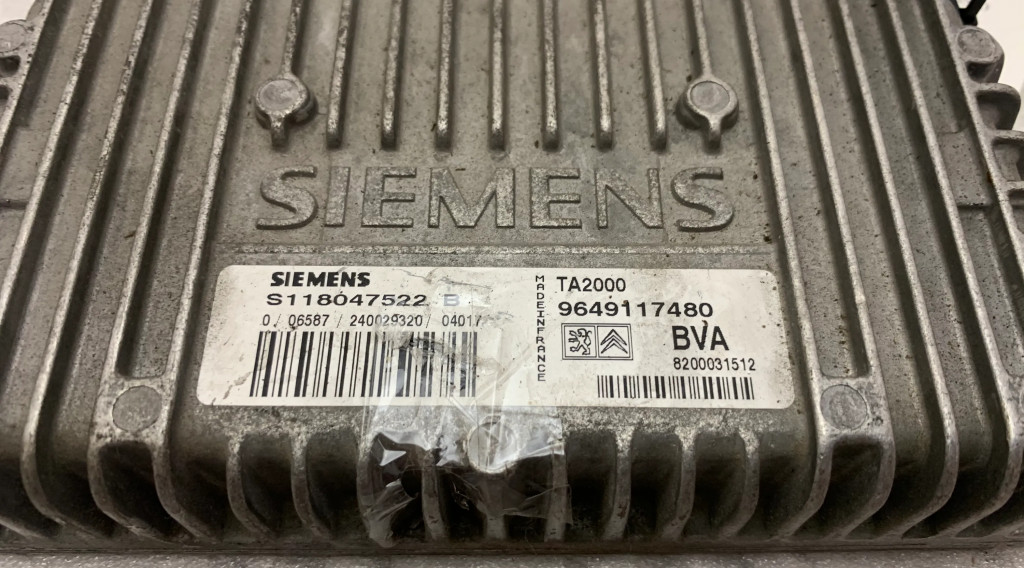 SIEMENS
SIEMENS
S118047522 B
0 / 06587 / 240029320 / 04017
MADEINFRANCE
TA2000
9649117480
BVA
8200031512